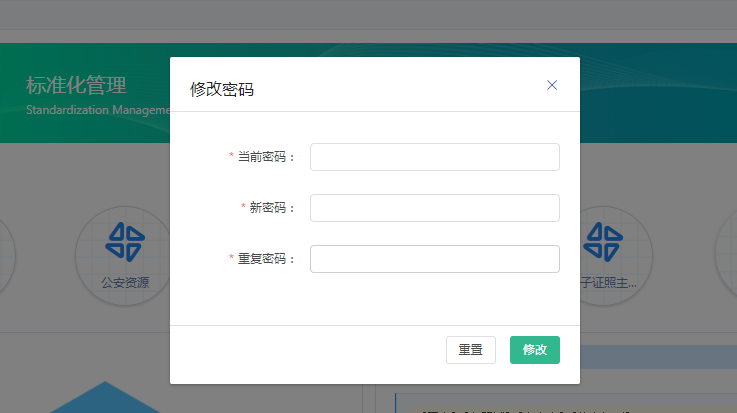 标准化管理
Standardization Manageme
修改密码
* 当前密码：
* 新密码：
* 重复密码：
公安资源
子证照主...
重置
修改